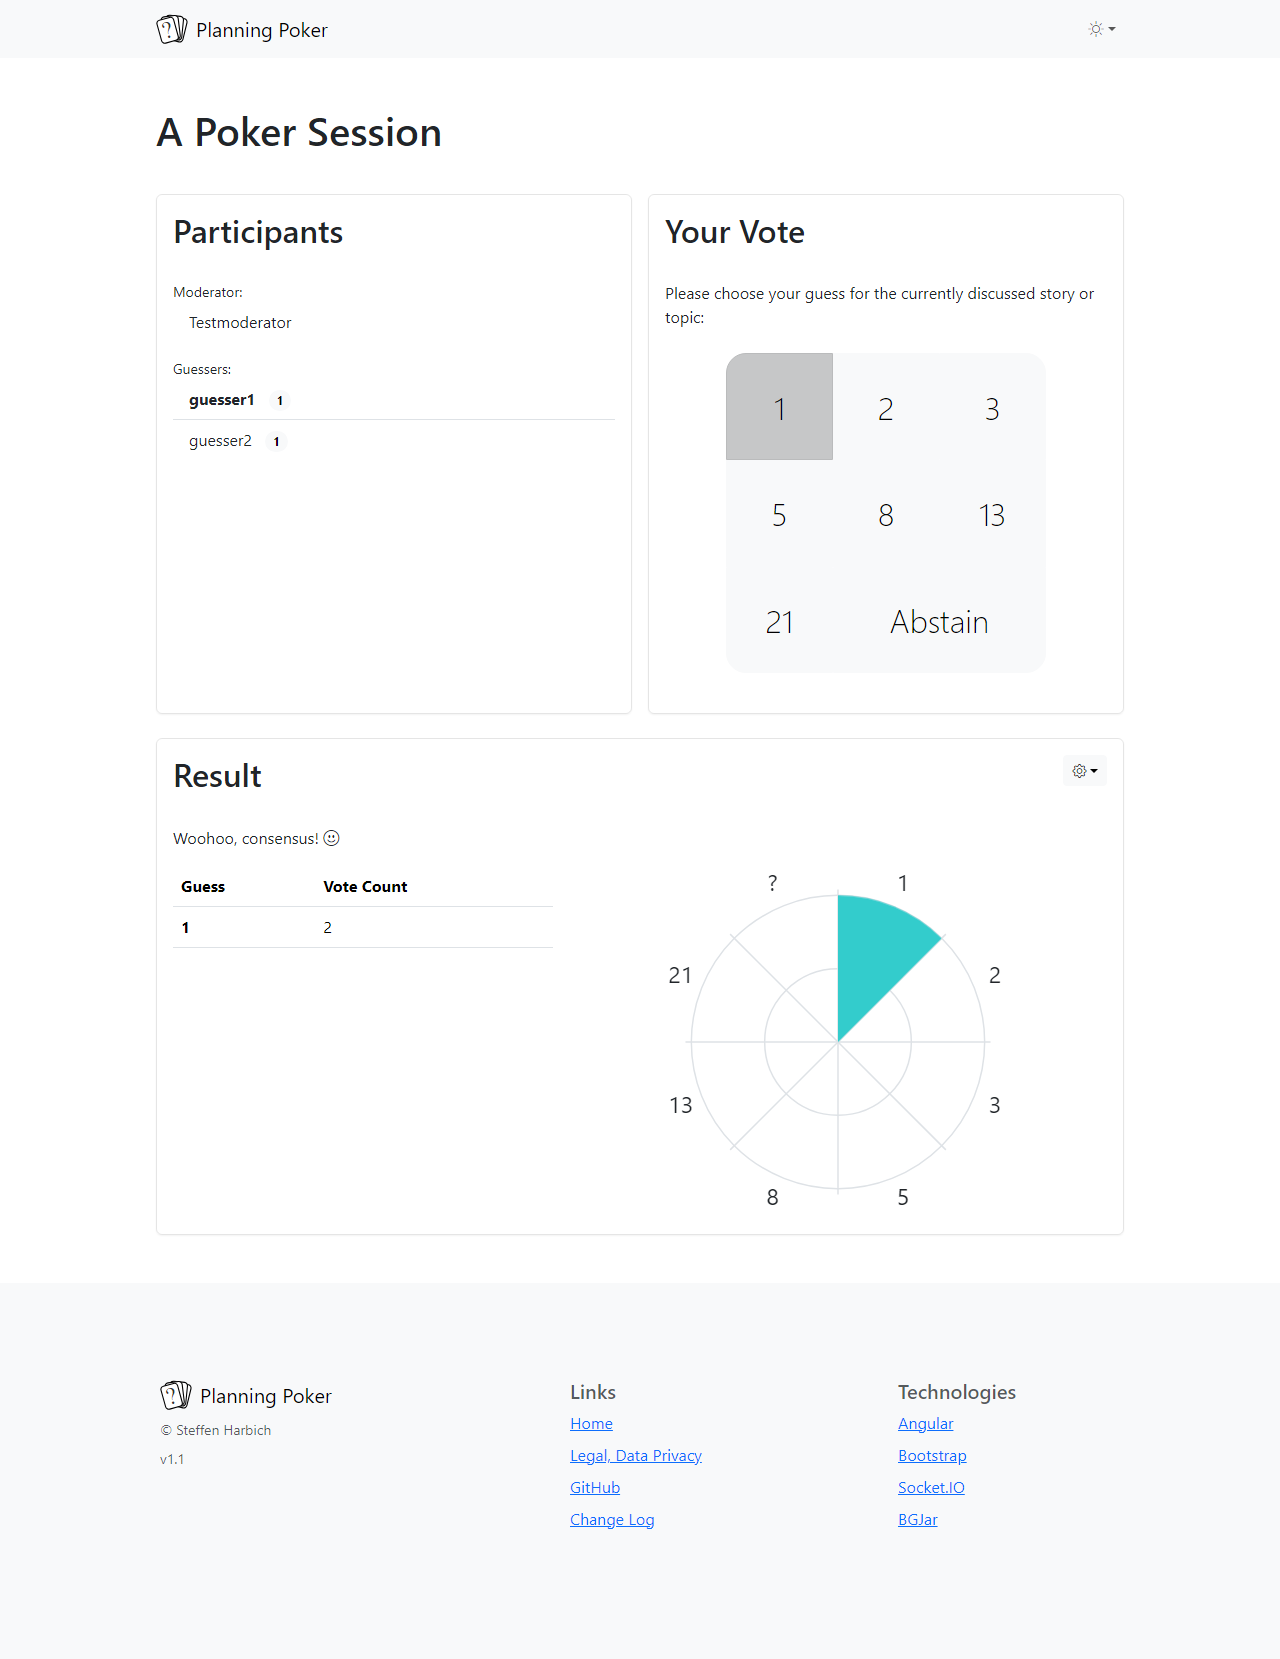 Planning Poker
A Poker Session
Participants
Moderator:
Testmoderator
Guessers:
guesser1 1
guesser2 1
Your Vote
Please choose your guess for the currently discussed story or
topic:
1 2 3
5 8 13
21 Abstain
Result
Woohoo, consensus!
Guess Vote Count
1 2
? 1
21 2
13 3
8 5
Planning Poker
© Steffen Harbich
v1.1
Links
Home
Legal, Data Privacy
GitHub
Change Log
Technologies
Angular
Bootstrap
Socket.IO
BGJar